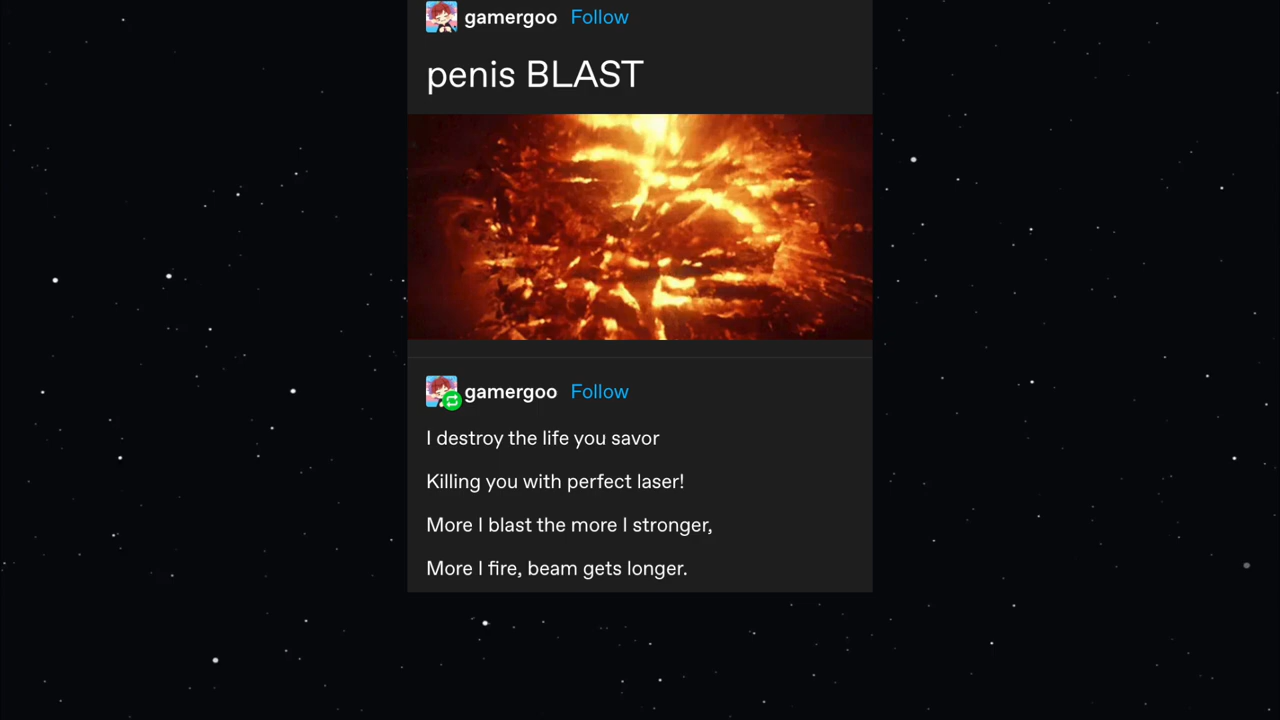 gamergoo Follow
penis BLAST
gamergoo Follow
I destroy the life you savor
Killing you with perfect laser!
More I blast the more I stronger,
More I fire, beam gets longer.